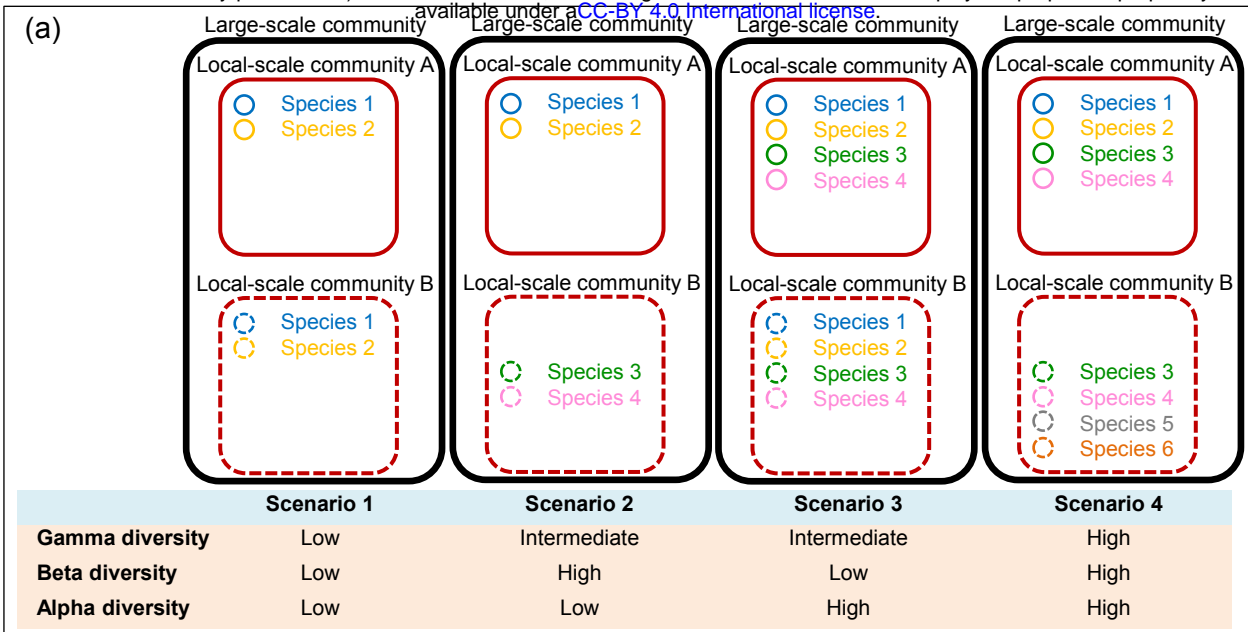 available under aCC-BY 4.0 International license.
(a)
Large-scale community
Local-scale community A
Species 1
Species 2
Local-scale community B
Species 1
Species 2
Large-scale community
Local-scale community A
Species 1
Species 2
Local-scale community B
Species 3
Species 4
Large-scale community
Local-scale community A
Species 1
Species 2
Species 3
Species 4
Local-scale community B
Species 1
Species 2
Species 3
Species 4
Large-scale community
Local-scale community A
Species 1
Species 2
Species 3
Species 4
Local-scale community B
Species 3
Species 4
Species 5
Species 6
Scenario 1 Scenario 2 Scenario 3 Scenario 4
Gamma diversity Low Intermediate Intermediate High
Beta diversity Low High Low High
Alpha diversity Low Low High High